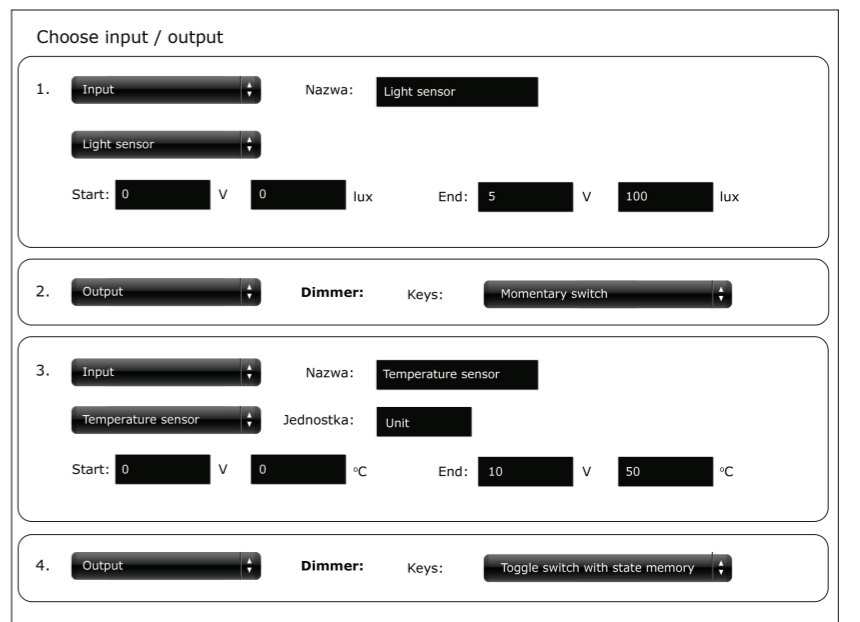 Choose input / output
1. Input Nazwa: Light sensor
Light sensor
Start: 0 V 0 lux End: 5 V 100 lux
2. Output Dimmer: Keys: Momentary switch
3. Input Nazwa: Temperature sensor
Temperature sensor Jednostka: Unit
Start: 0 V 0 °C End: 10 V 50 °C
4. Output Dimmer: Keys: Toggle switch with state memory